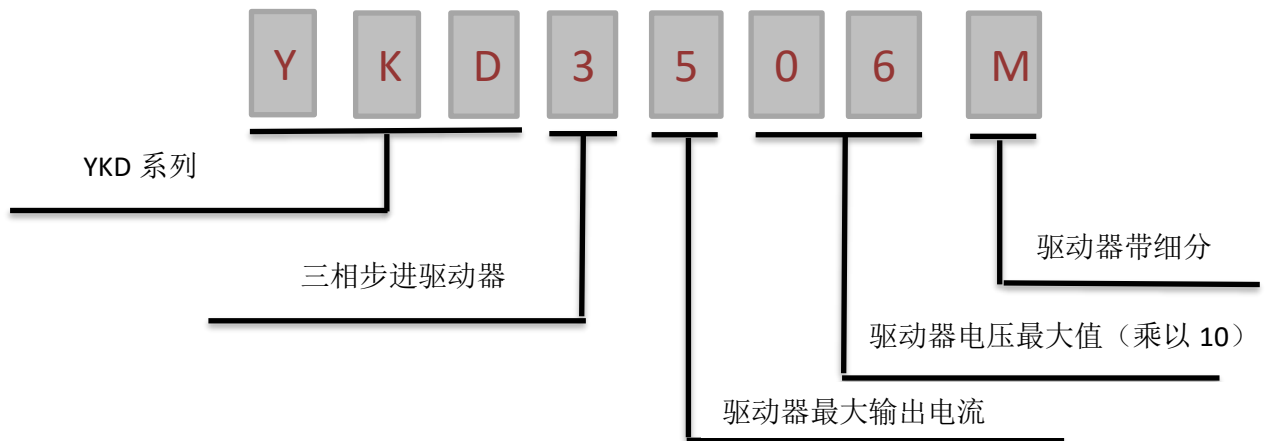 Y K D 3 5 0 6 M
YKD 系列
驱动器带细分
三相步进驱动器
驱动器电压最大值（乘以 10）
驱动器最大输出电流